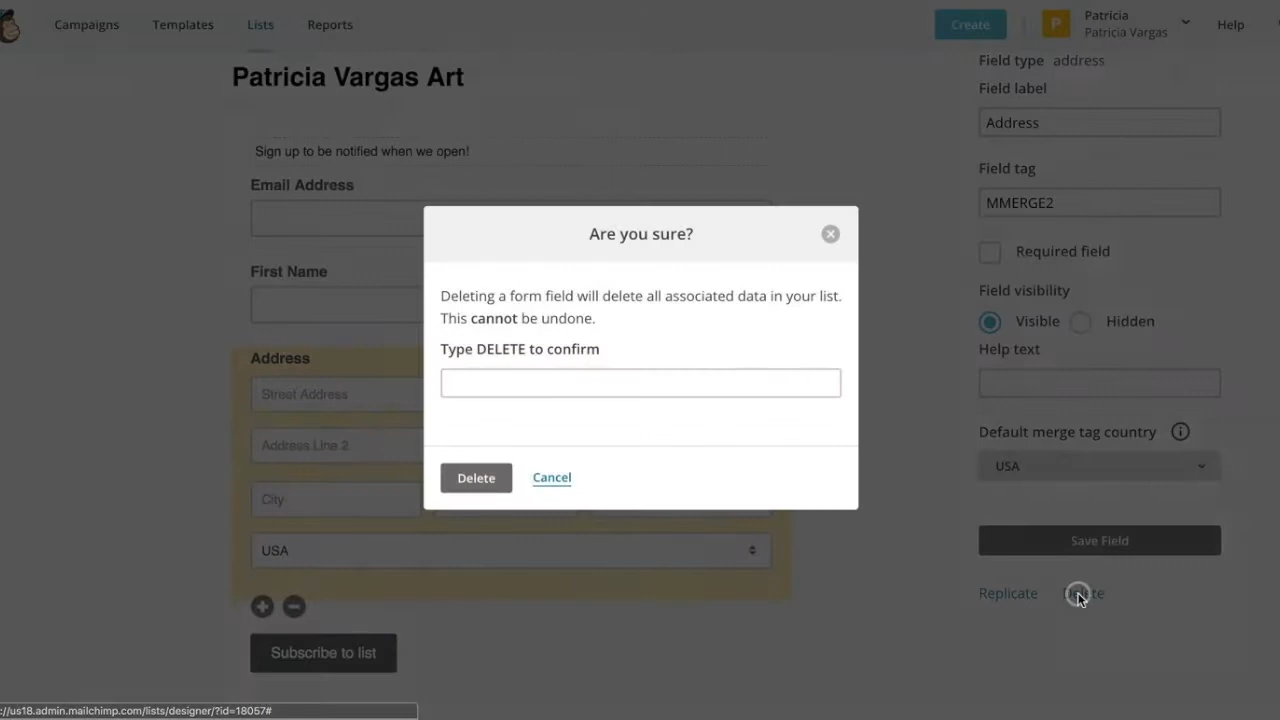 Campaigns Templates Lists Reports Create P Patricia Help
Patricia Vargas
Patricia Vargas Art
Sign up to be notified when we open!
Email Address
First Name
Address
Street Address
Address Line 2
City
USA
Subscribe to list
Are you sure?
Deleting a form field will delete all associated data in your list.
This cannot be undone.
Type DELETE to confirm
Delete Cancel
Field type address
Field label
Address
Field tag
MMERGE2
Required field
Field visibility
Visible Hidden
Help text
Default merge tag country
USA
Save Field
Replicate Delete
://us18.admin.mailchimp.com/lists/designer/?id=18057#